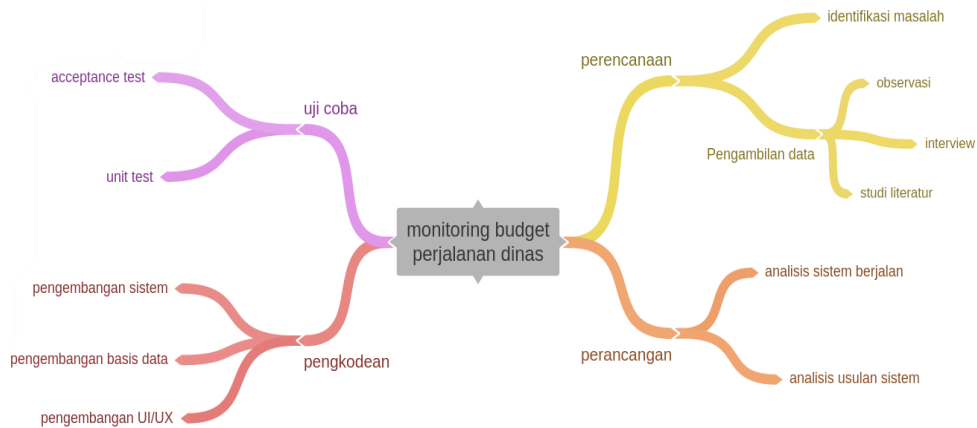 monitoring budget
perjalanan dinas
perencanaan
identifikasi masalah
Pengambilan data
observasi
interview
studi literatur
perancangan
analisis sistem berjalan
analisis usulan sistem
pengkodean
pengembangan sistem
pengembangan basis data
pengembangan UI/UX
uji coba
acceptance test
unit test